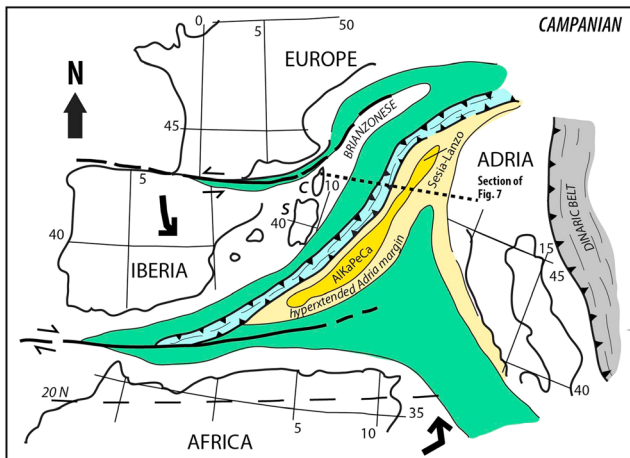 CAMPANIAN
0
5
50
EUROPE
N
45
BRIANZONESE
5
C
10
Sesia-Lanzo
ADRIA
Section of
Fig. 7
S
40
40
IBERIA
AlKaPeCa
hyperxtended Adria margin
15
45
DINARIC BELT
40
20 N
35
5
10
AFRICA